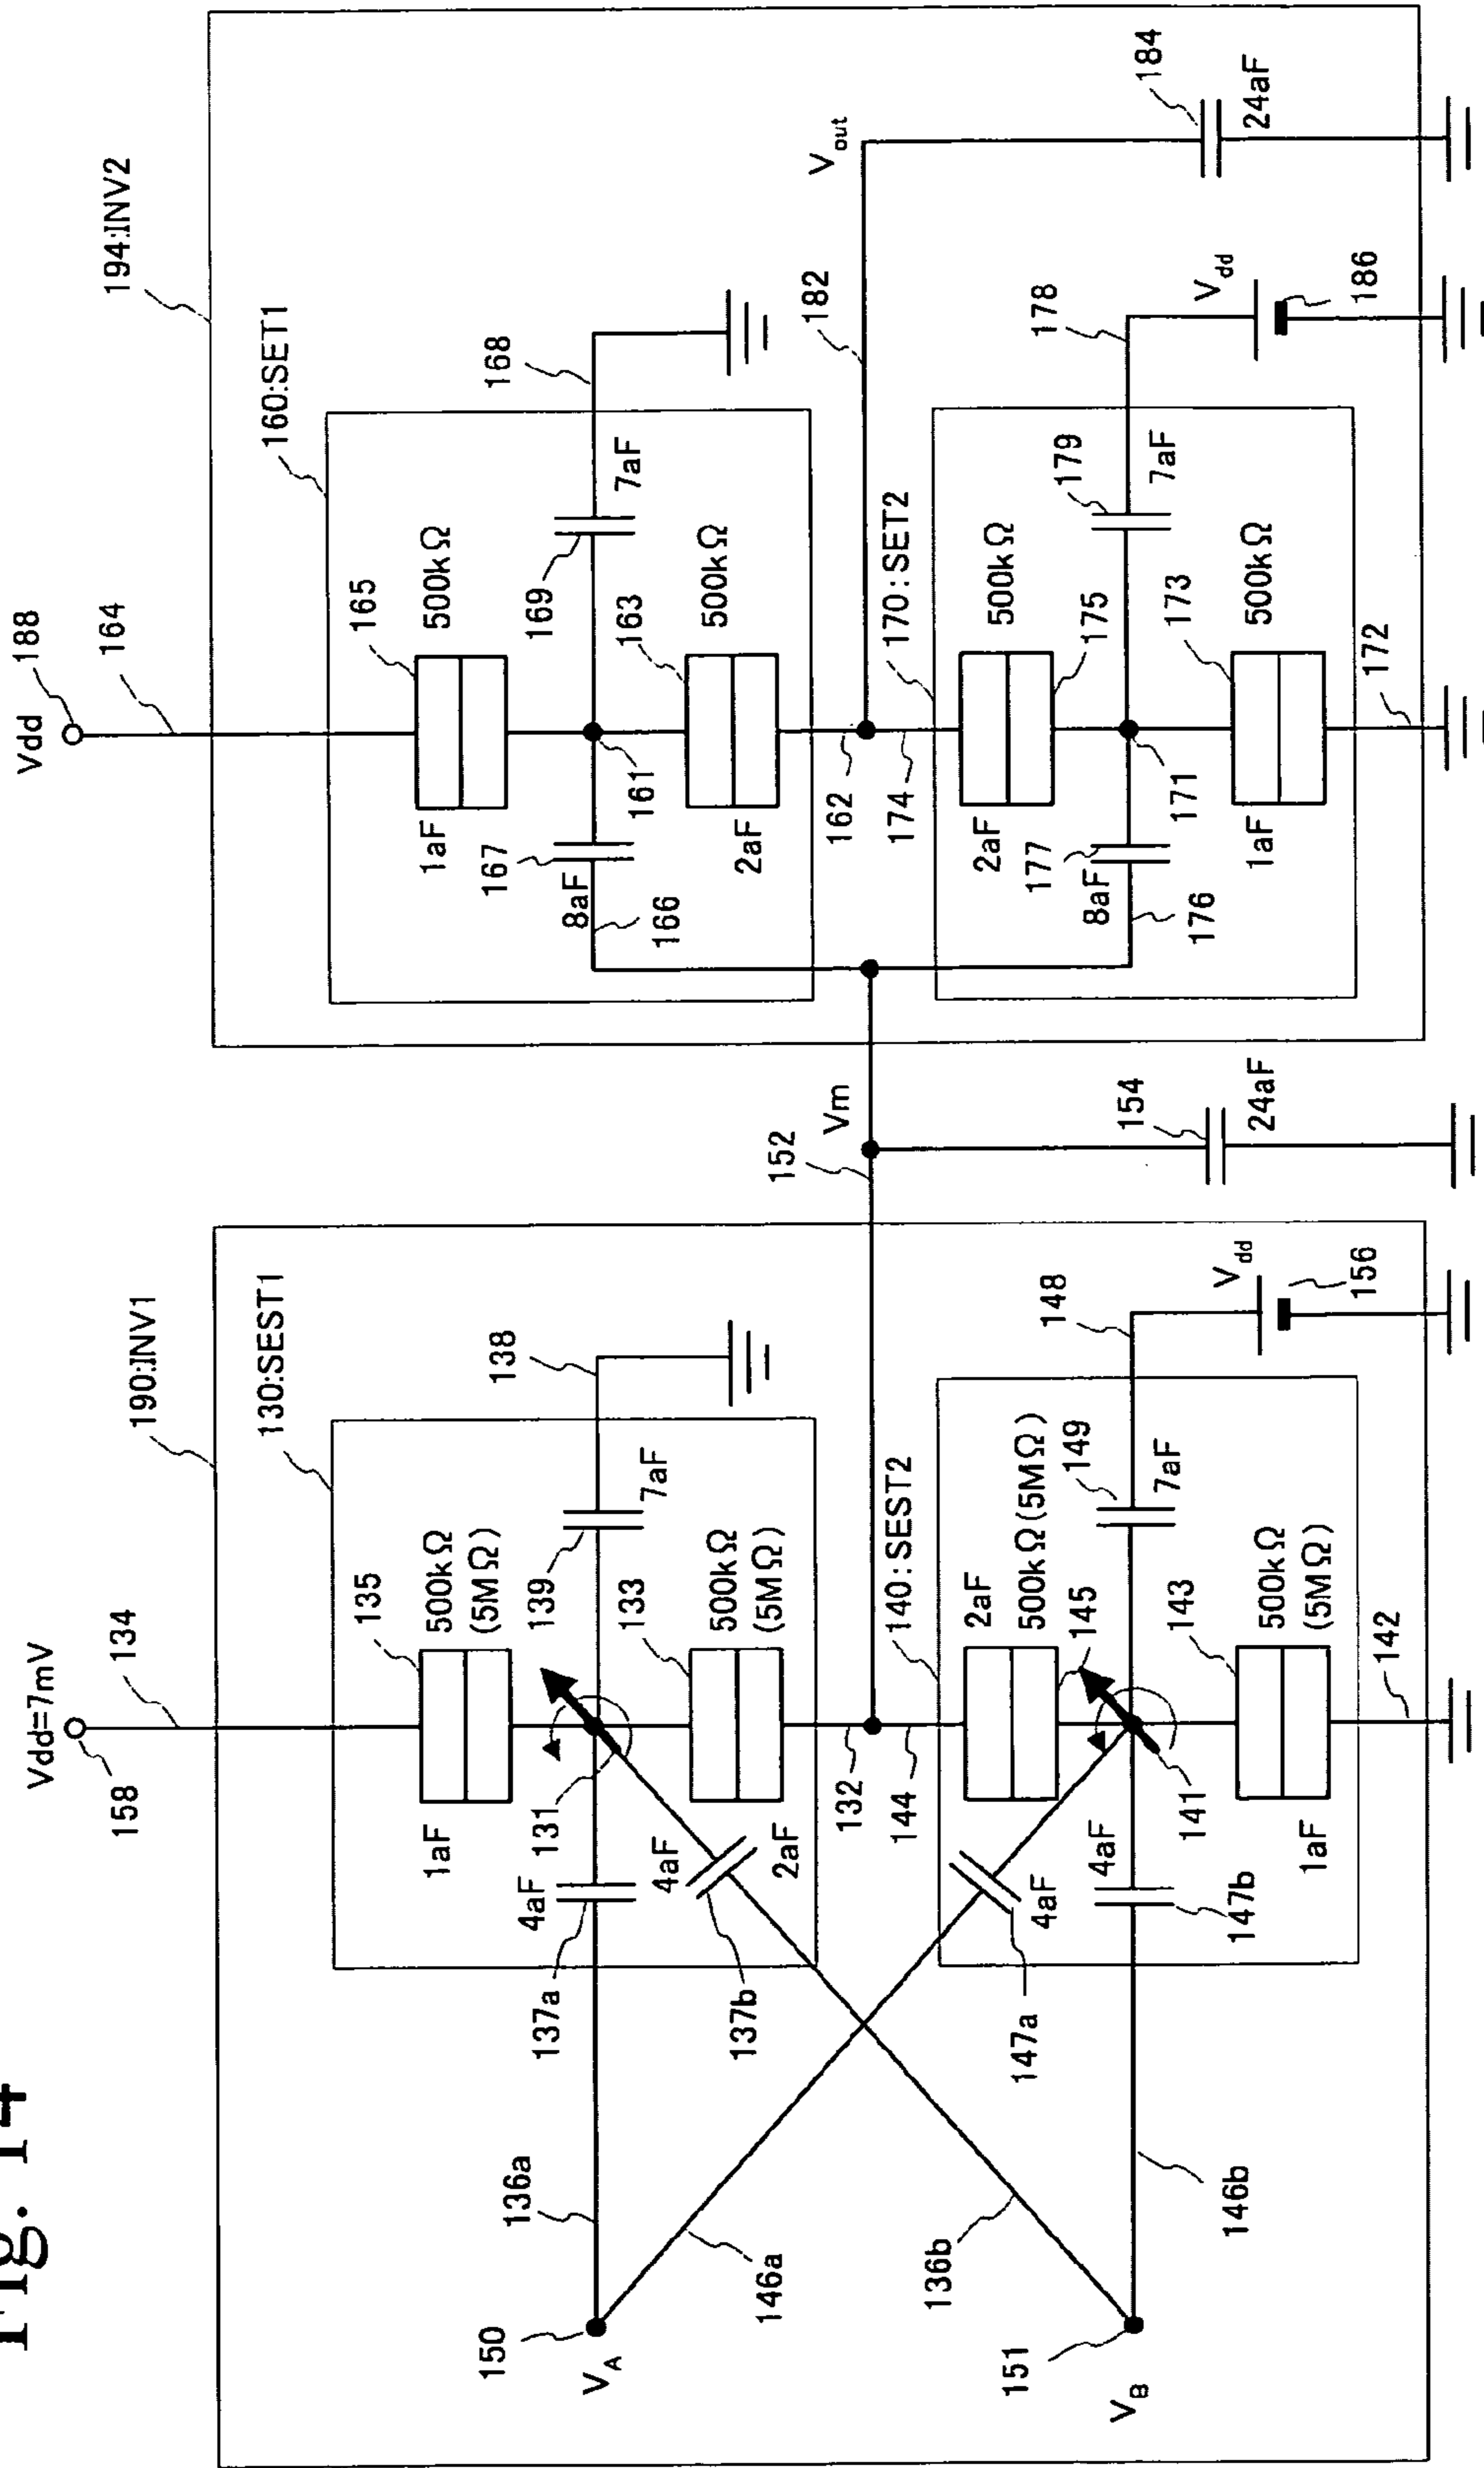 Fig. 14
Vdd=7mV
158
134
190:INV1
130:SEST1
135
500kΩ
(5MΩ)
1aF
131
139
7aF
138
4aF
137a
4aF
137b
133
500kΩ
(5MΩ)
2aF
136a
150
V_A
146a
136b
151
V_B
146b
132
144
140:SEST2
2aF
500kΩ(5MΩ)
145
149
7aF
148
V_dd
156
147a
4aF
4aF
147b
141
143
500kΩ
(5MΩ)
1aF
142
152
Vm
154
24aF
Vdd
188
164
194:INV2
160:SET1
165
500kΩ
1aF
167
8aF
166
161
169
7aF
168
163
500kΩ
2aF
162
174
182
V_out
184
24aF
170:SET2
500kΩ
175
2aF
177
8aF
176
171
179
7aF
178
V_dd
186
173
500kΩ
1aF
172